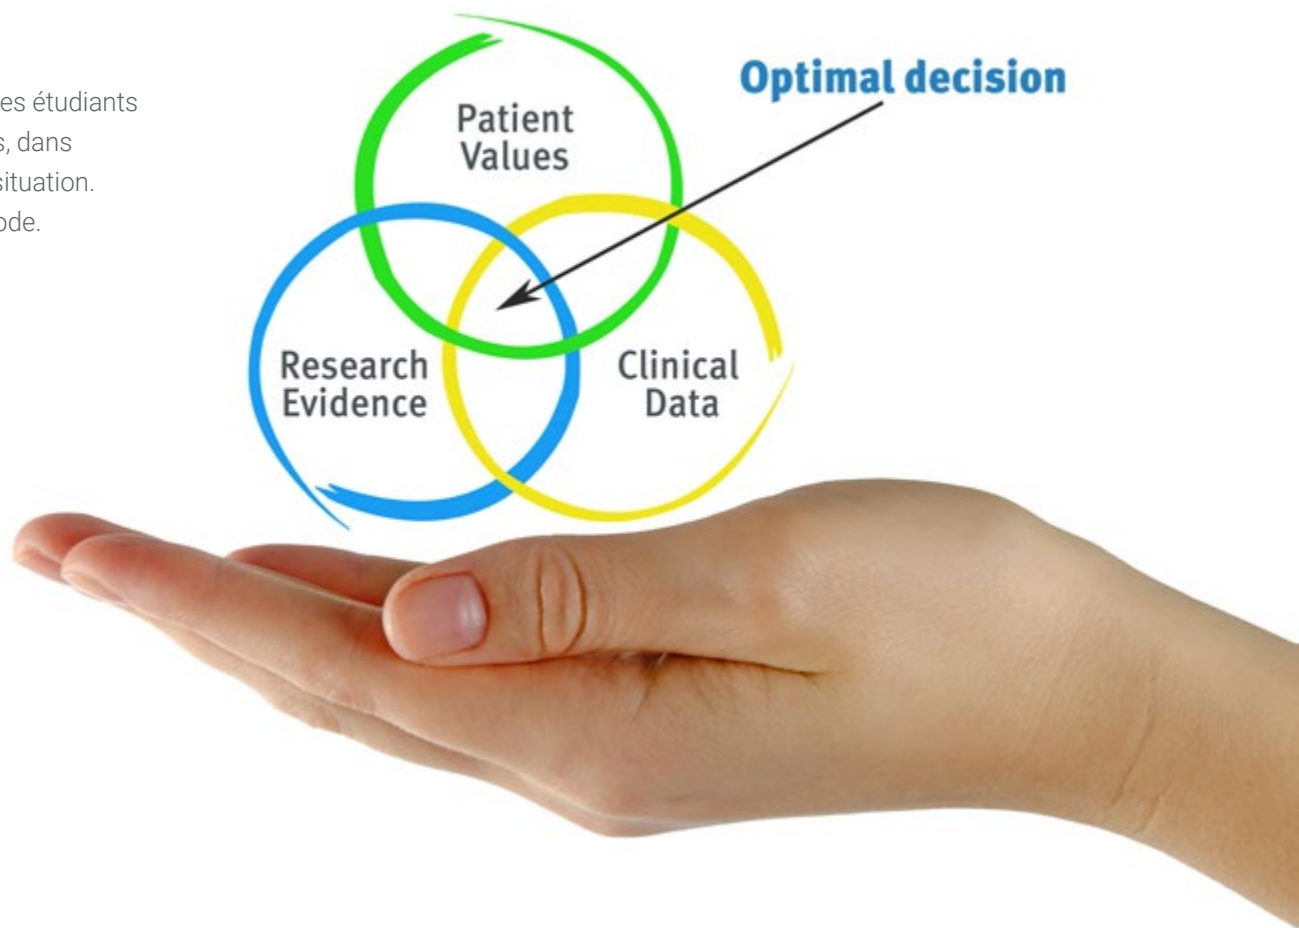 es étudiants
s, dans
situation.
ode.
Optimal decision
Patient
Values
Research
Evidence
Clinical
Data